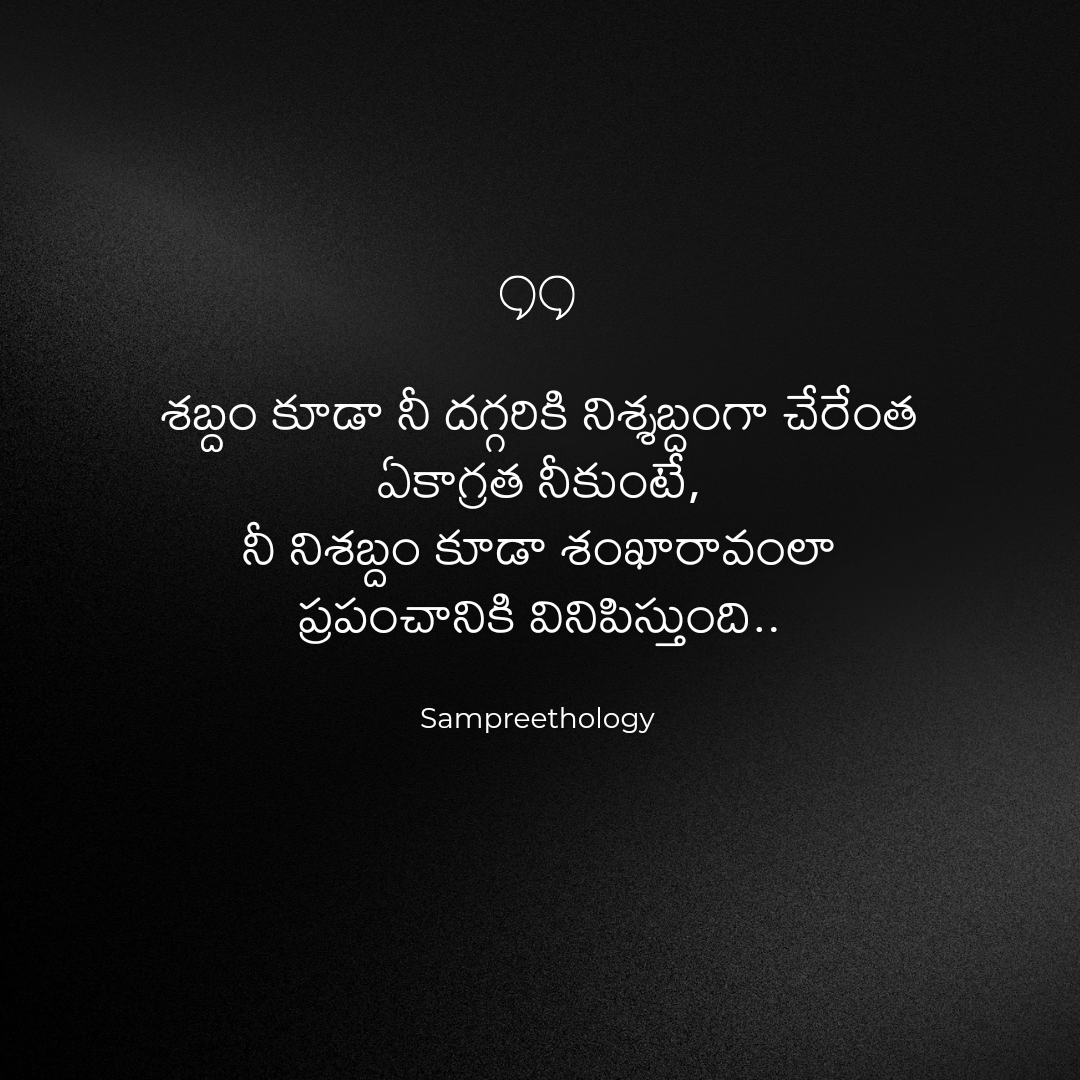 శబ్దం కూడా నీ దగ్గరికి నిశ్శబ్దంగా చేరేంత
ఏకాగ్రత నీకుంటే,
నీ నిశబ్దం కూడా శంఖారావంలా
ప్రపంచానికి వినిపిస్తుంది..
Sampreethology